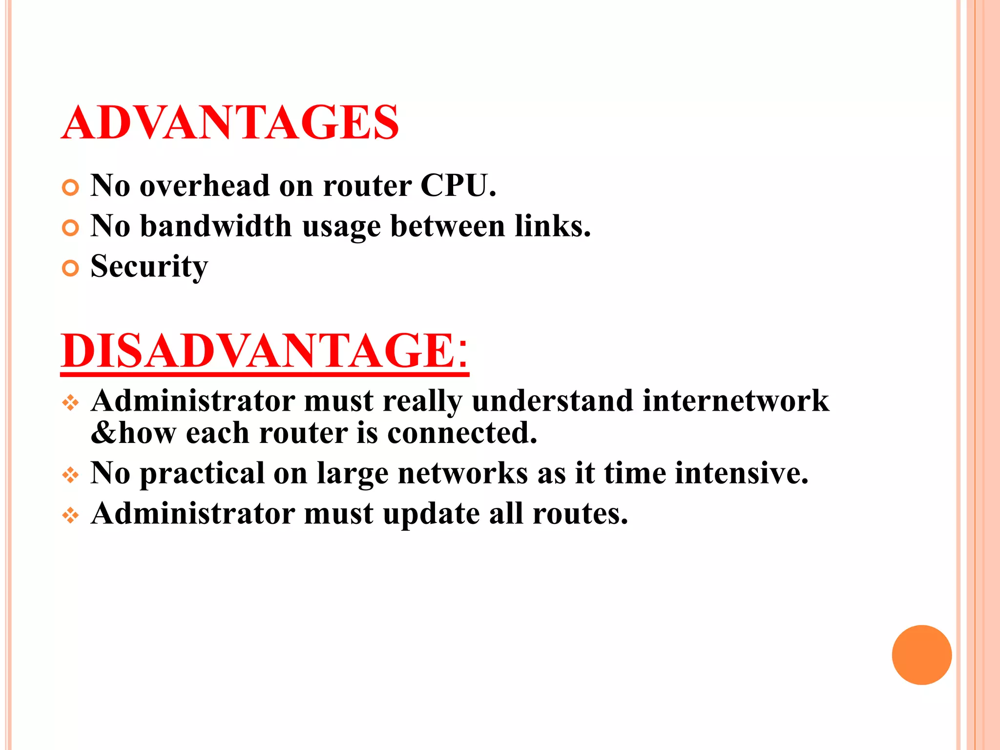 ADVANTAGES
No overhead on router CPU.
No bandwidth usage between links.
Security
DISADVANTAGE:
Administrator must really understand internetwork
&how each router is connected.
No practical on large networks as it time intensive.
Administrator must update all routes.